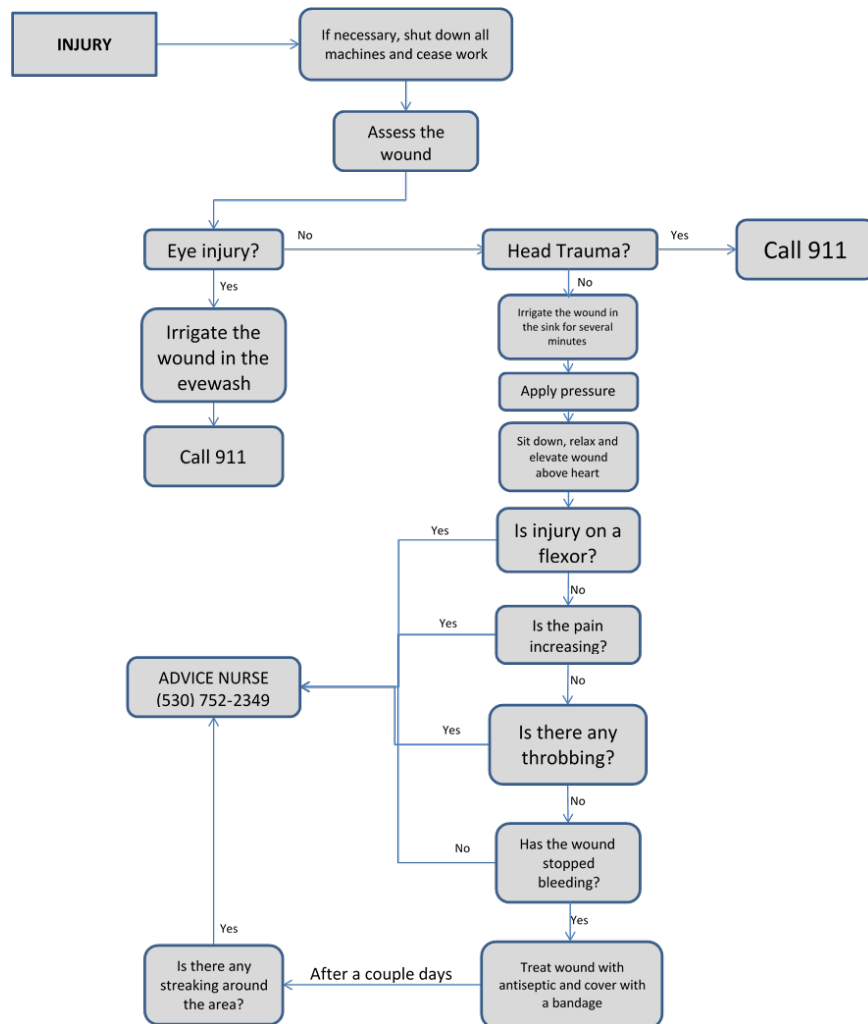 INJURY
If necessary, shut down all
machines and cease work
Assess the
wound
Eye injury?
No
Head Trauma?
Yes
Call 911
Yes
No
Irrigate the
wound in the
eyewash
Irrigate the wound in
the sink for several
minutes
Apply pressure
Call 911
Sit down, relax and
elevate wound
above heart
Yes
Is injury on a
flexor?
No
Yes
Is the pain
increasing?
ADVICE NURSE
(530) 752-2349
No
Yes
Is there any
throbbing?
No
No
Has the wound
stopped
bleeding?
Yes
Yes
Is there any
streaking around
the area?
After a couple days
Treat wound with
antiseptic and cover with
a bandage